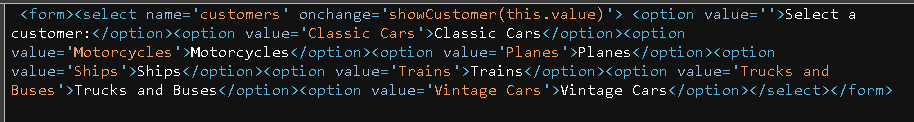 <form><select name='customers' onchange='showCustomer(this.value)'> <option value=''>Select a
customer:</option><option value='Classic Cars'>Classic Cars</option><option
value='Motorcycles'>Motorcycles</option><option value='Planes'>Planes</option><option
value='Ships'>Ships</option><option value='Trains'>Trains</option><option value='Trucks and
Buses'>Trucks and Buses</option><option value='Vintage Cars'>Vintage Cars</option></select></form>